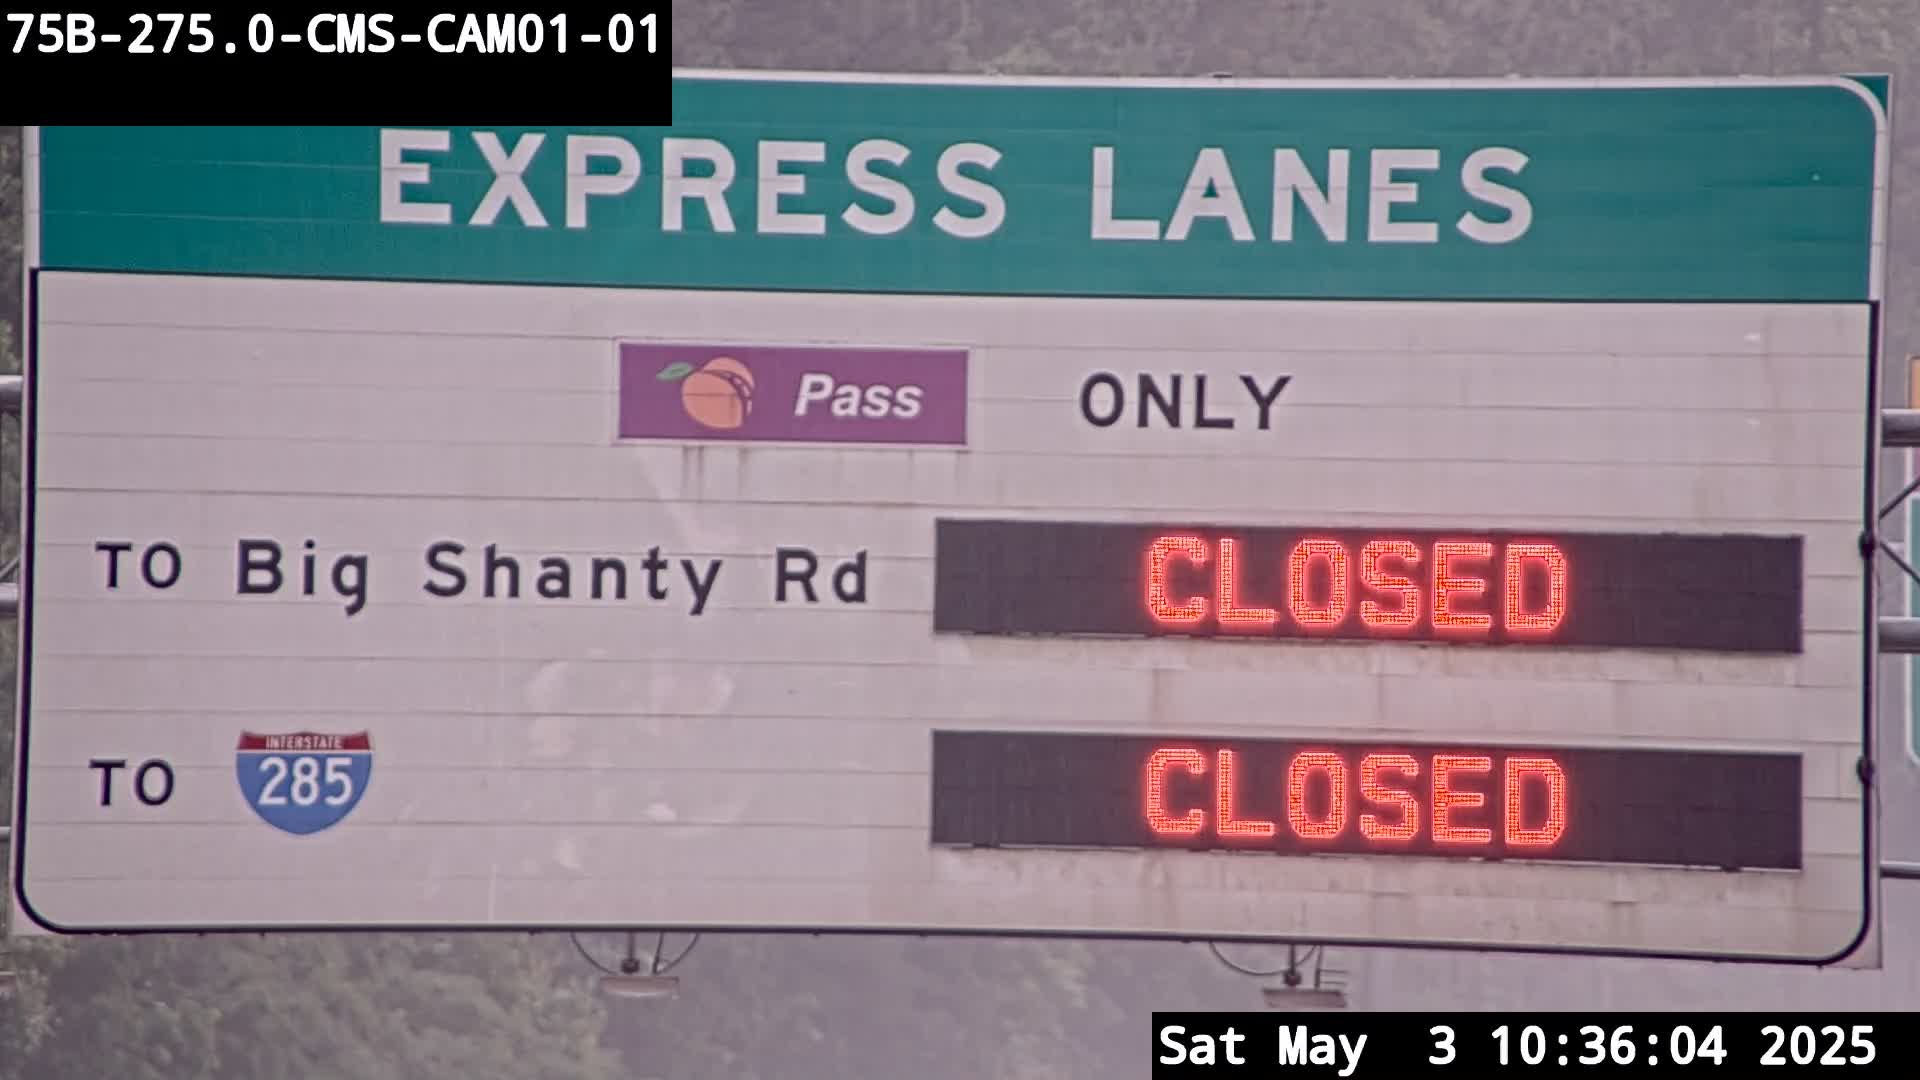 75B-275.0-CMS-CAM01-01
EXPRESS LANES
Pass ONLY
TO Big Shanty Rd CLOSED
INTERSTATE
TO 285 CLOSED
Sat May 3 10:36:04 2025